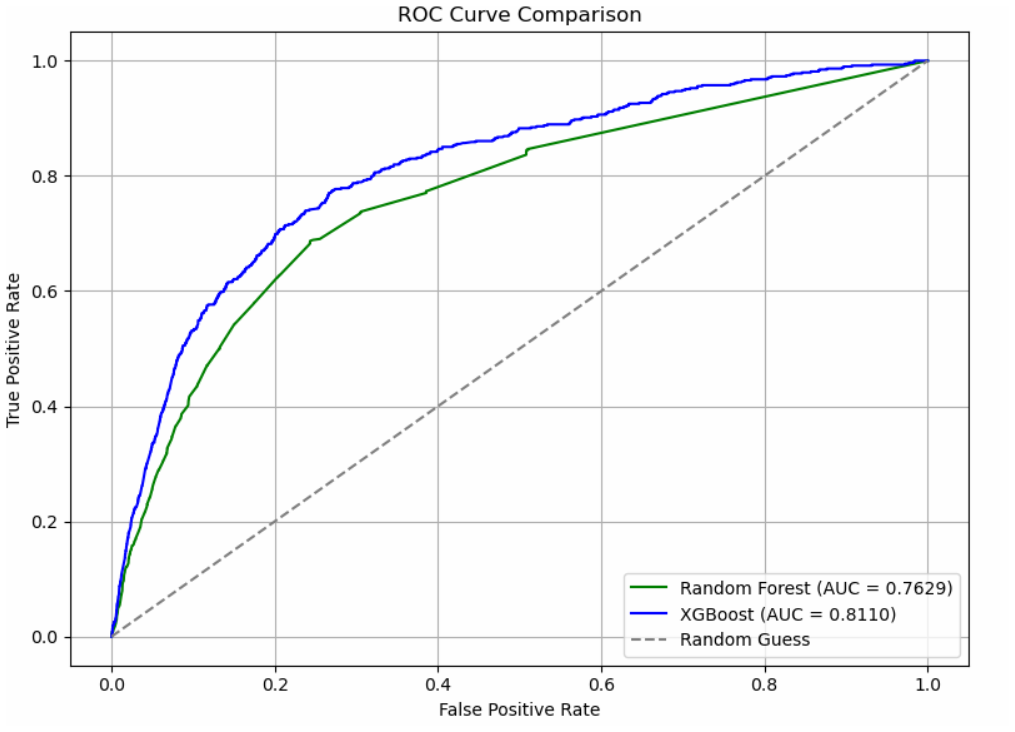 ROC Curve Comparison
True Positive Rate
1.0
0.8
0.6
0.4
0.2
0.0
Random Forest (AUC = 0.7629)
XGBoost (AUC = 0.8110)
Random Guess
0.0 0.2 0.4 0.6 0.8 1.0
False Positive Rate